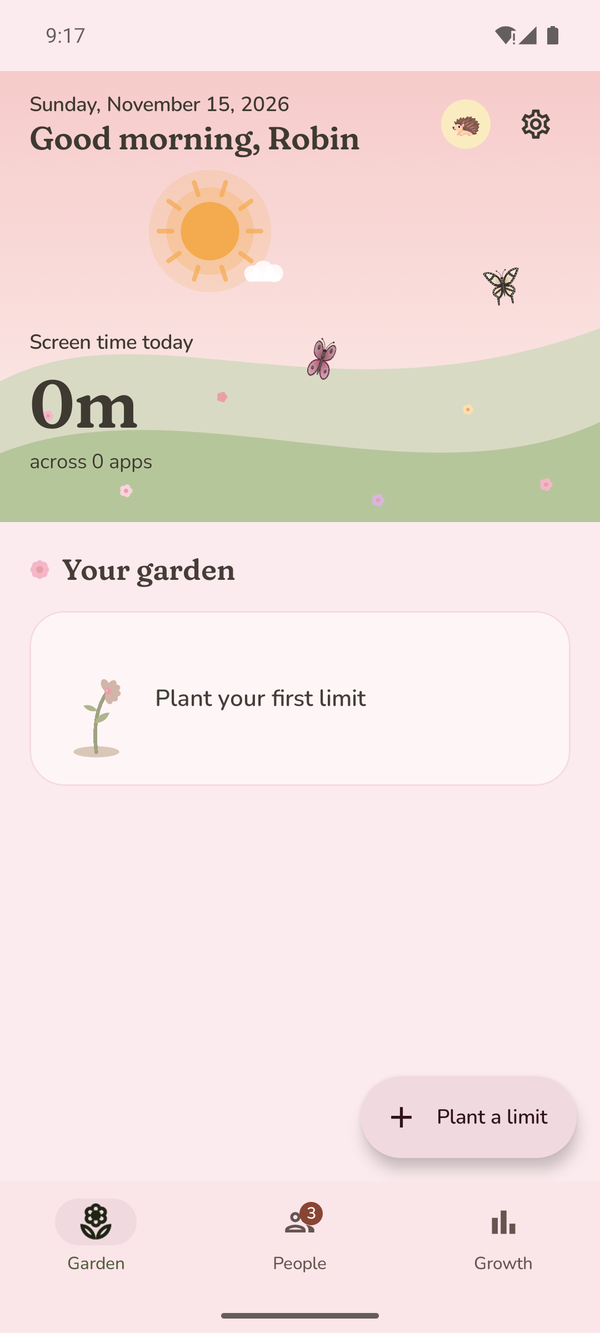 9:17
Sunday, November 15, 2026
Good morning, Robin
Screen time today
0m
across 0 apps
Your garden
Plant your first limit
+ Plant a limit
3
Garden
People
Growth